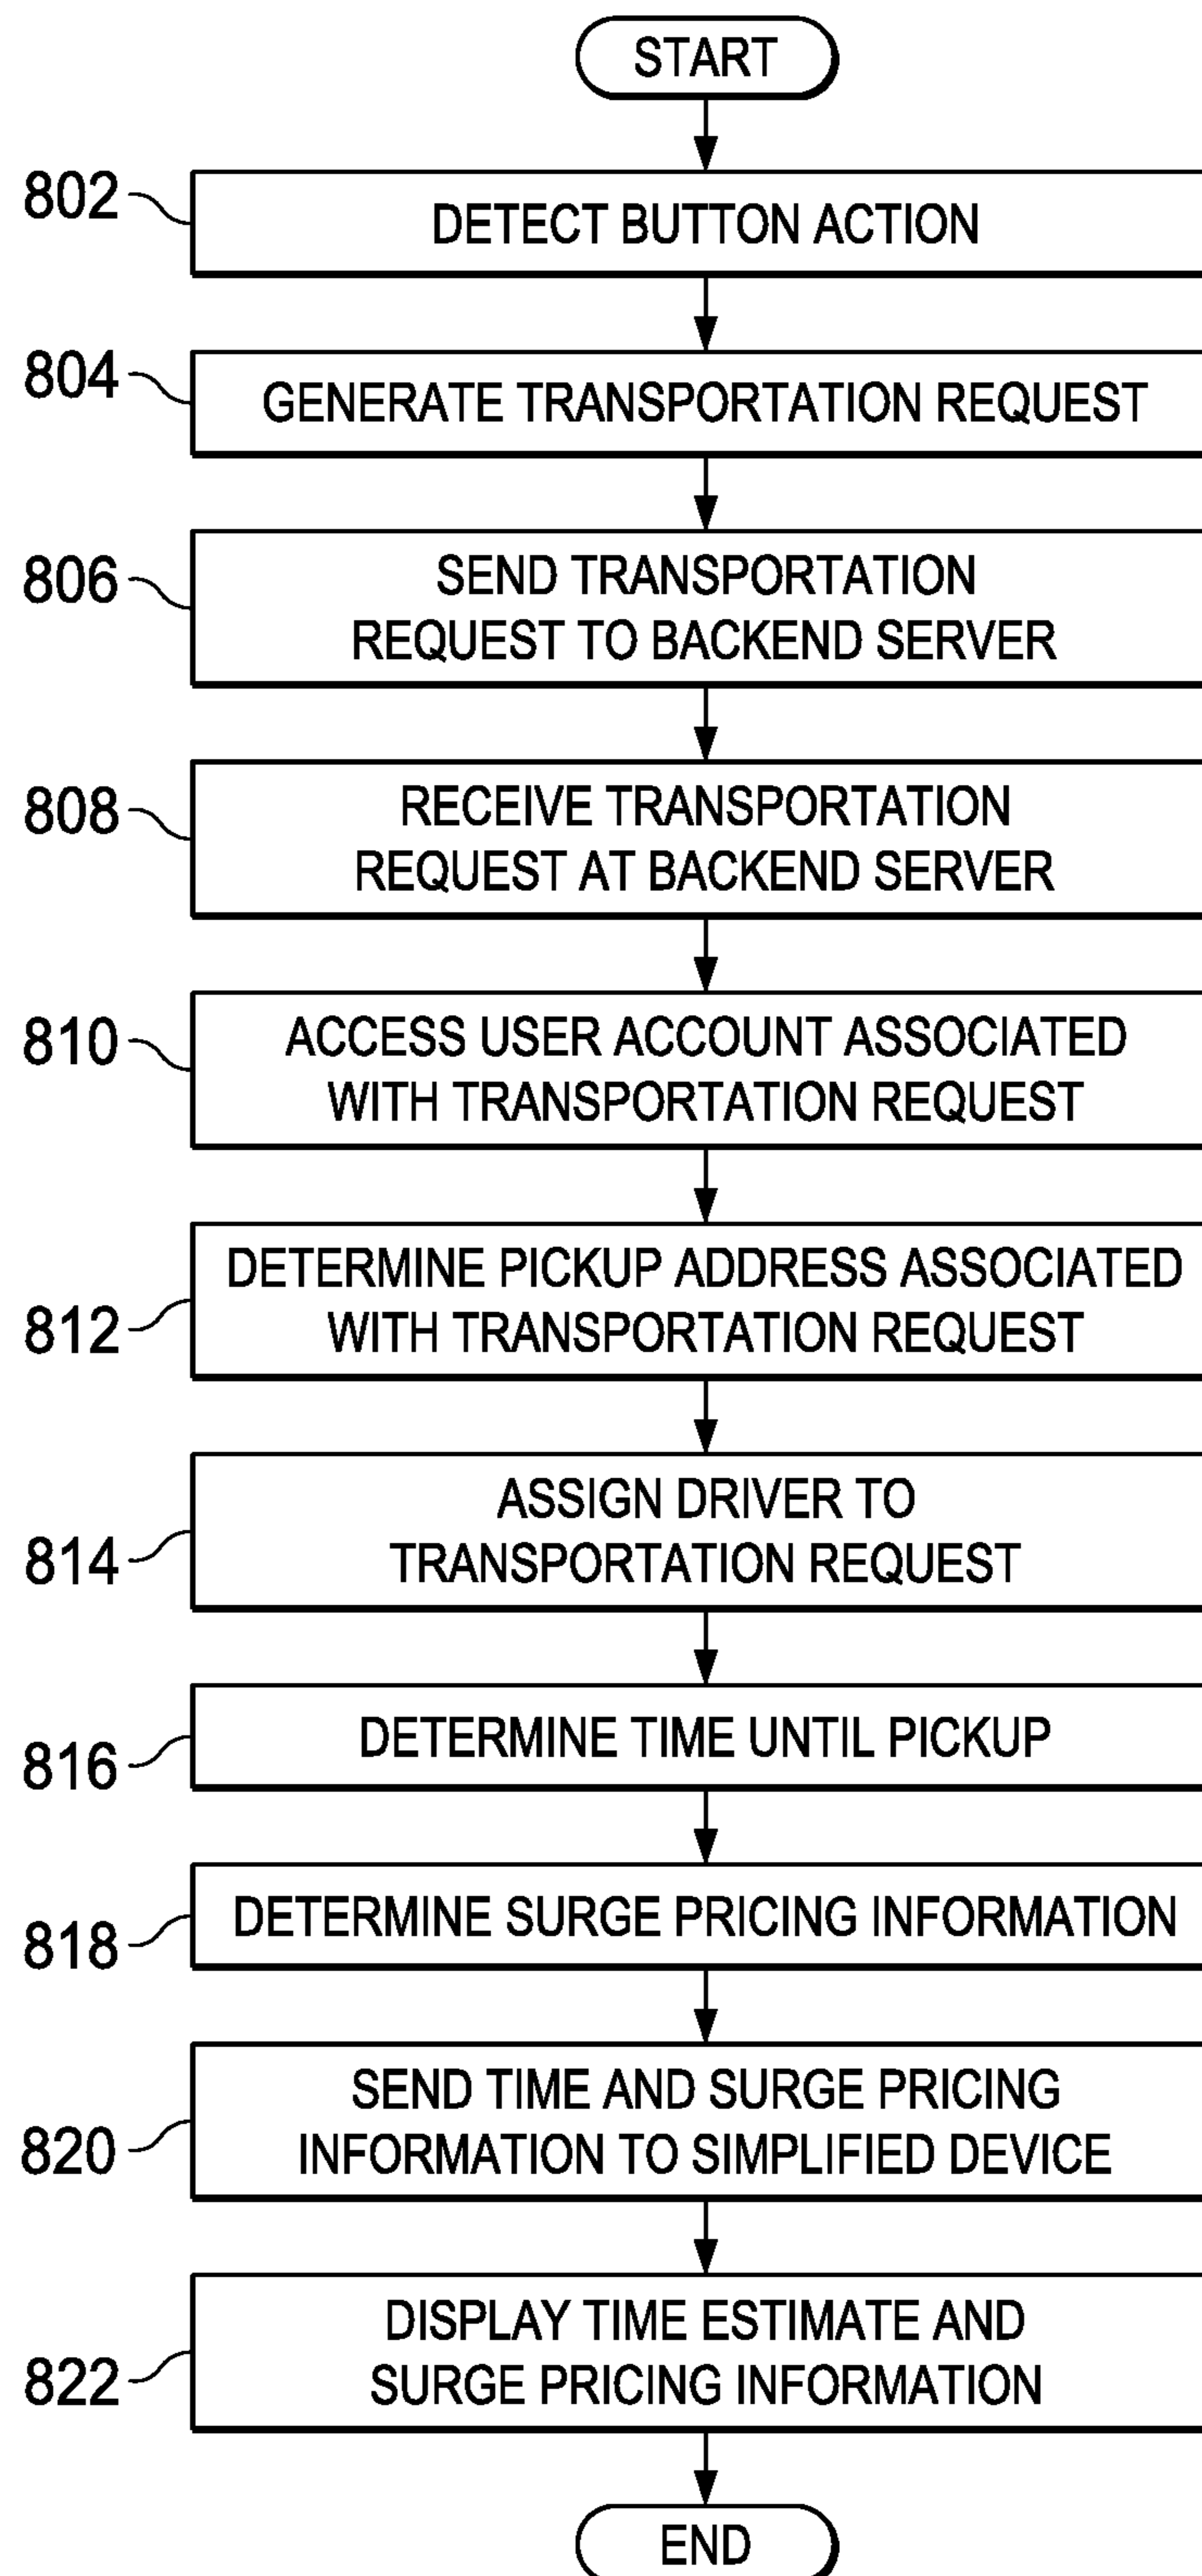 START
802
DETECT BUTTON ACTION
804
GENERATE TRANSPORTATION REQUEST
806
SEND TRANSPORTATION
REQUEST TO BACKEND SERVER
808
RECEIVE TRANSPORTATION
REQUEST AT BACKEND SERVER
810
ACCESS USER ACCOUNT ASSOCIATED
WITH TRANSPORTATION REQUEST
812
DETERMINE PICKUP ADDRESS ASSOCIATED
WITH TRANSPORTATION REQUEST
814
ASSIGN DRIVER TO
TRANSPORTATION REQUEST
816
DETERMINE TIME UNTIL PICKUP
818
DETERMINE SURGE PRICING INFORMATION
820
SEND TIME AND SURGE PRICING
INFORMATION TO SIMPLIFIED DEVICE
822
DISPLAY TIME ESTIMATE AND
SURGE PRICING INFORMATION
END